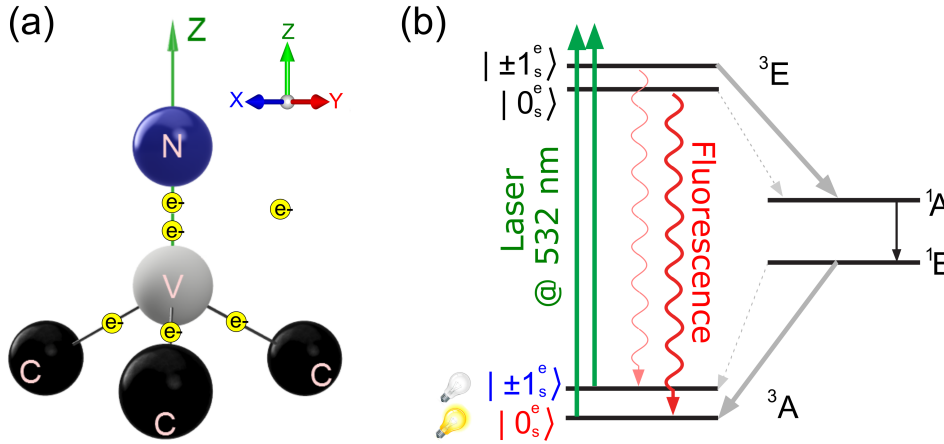 (a)
Z
Z
X
Y
N
e-
e-
e-
V
e-
e-
e-
C
C
C
(b)
| ±1ₛᵉ⟩
| 0ₛᵉ⟩
³E
Laser
@ 532 nm
Fluorescence
¹A
¹E
| ±1ₛᵉ⟩
| 0ₛᵉ⟩
³A